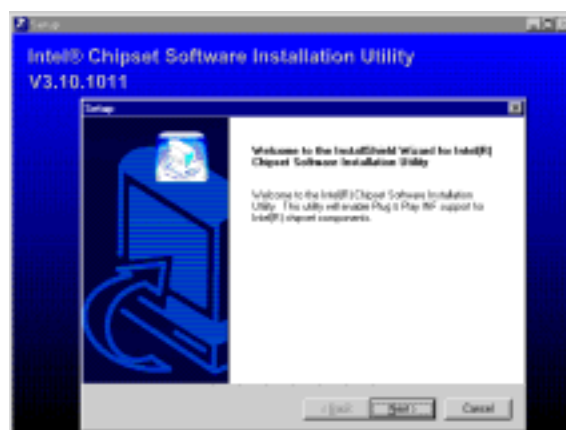 Setup
Intel® Chipset Software Installation Utility
V3.10.1011
Setup
Welcome to the InstallShield Wizard for Intel(R)
Chipset Software Installation Utility
Welcome to the Intel(R) Chipset Software Installation
Utility. This utility will enable Plug & Play INF support for
Intel(R) chipset components.
< Back Next > Cancel